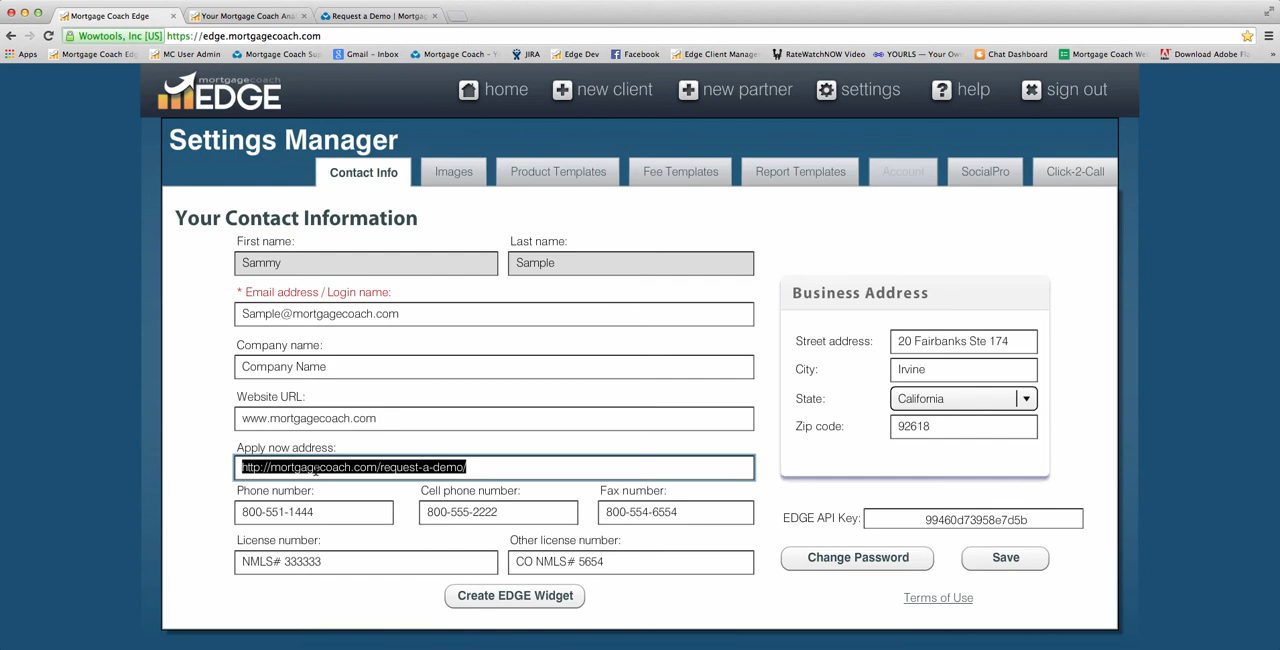 Mortgage Coach Edge
Your Mortgage Coach Ana
Request a Demo | Mortga
Wowtools, Inc [US] https://edge.mortgagecoach.com
Apps Mortgage Coach Ed MC User Admin Mortgage Coach Su Gmail – Inbox Mortgage Coach – Y JIRA Edge Dev Facebook Edge Client Manage RateWatchNOW Video YOURLS — Your Own Chat Dashboard Mortgage Coach We Download Adobe Fl »
mortgagecoach
EDGE
home new client new partner settings ? help sign out
Settings Manager
Contact Info Images Product Templates Fee Templates Report Templates Account SocialPro Click-2-Call
Your Contact Information
First name: Last name:
Sammy Sample
* Email address / Login name:
Sample@mortgagecoach.com
Company name:
Company Name
Website URL:
www.mortgagecoach.com
Apply now address:
http://mortgagecoach.com/request-a-demo/
Phone number: Cell phone number: Fax number:
800-551-1444 800-555-2222 800-554-6554
License number: Other license number:
NMLS# 333333 CO NMLS# 5654
Create EDGE Widget
Business Address
Street address: 20 Fairbanks Ste 174
City: Irvine
State: California
Zip code: 92618
EDGE API Key: 99460d73958e7d5b
Change Password Save
Terms of Use